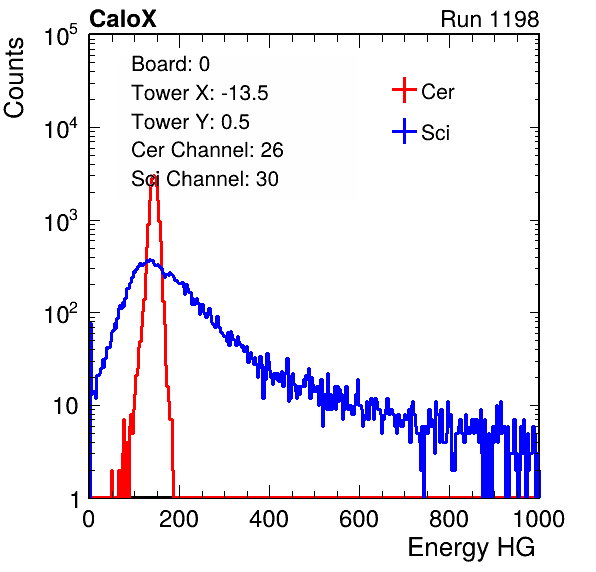 CaloX Run 1198
Counts
Board: 0
Tower X: -13.5
Tower Y: 0.5
Cer Channel: 26
Sci Channel: 30
Cer
Sci
10^5
10^4
10^3
10^2
10
1
0 200 400 600 800 1000
Energy HG